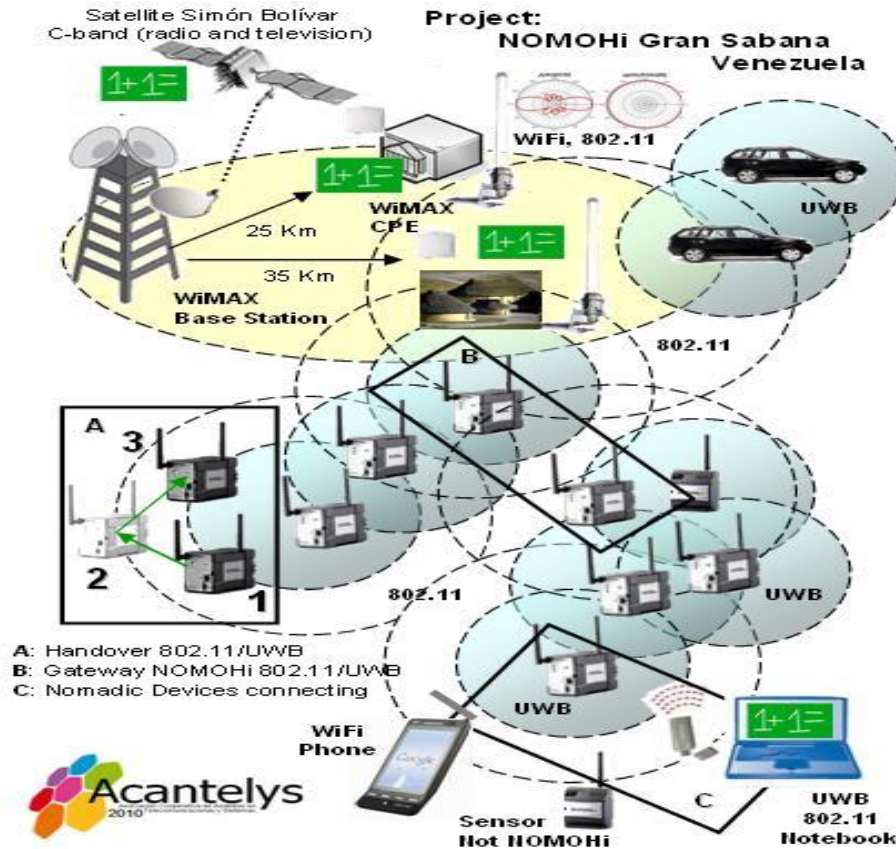 Satellite Simón Bolívar
C-band (radio and television)
Project:
NOMOHi Gran Sabana
Venezuela
1+1=
WiFi, 802.11
1+1=
WiMAX
CPE
UWB
25 Km
1+1=
35 Km
WiMAX
Base Station
802.11
B
A
3
2
1
802.11
UWB
A: Handover 802.11/UWB
B: Gateway NOMOHi 802.11/UWB
C: Nomadic Devices connecting
UWB
WiFi
Phone
Google
1+1=
C
Acantelys
2010
Sensor
Not NOMOHi
UWB
802.11
Notebook